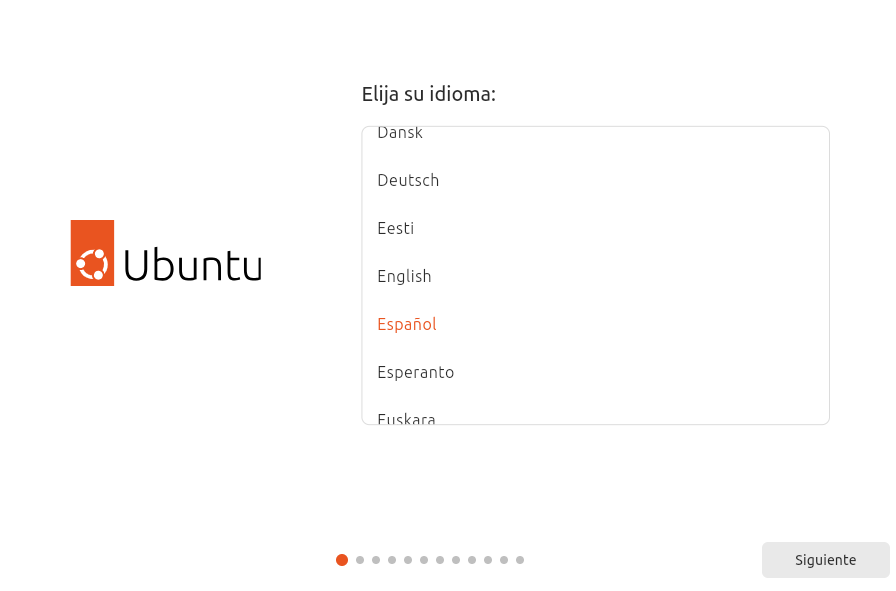 Elija su idioma:
Dansk
Deutsch
Eesti
English
Ubuntu
Español
Esperanto
Euskara
Siguiente